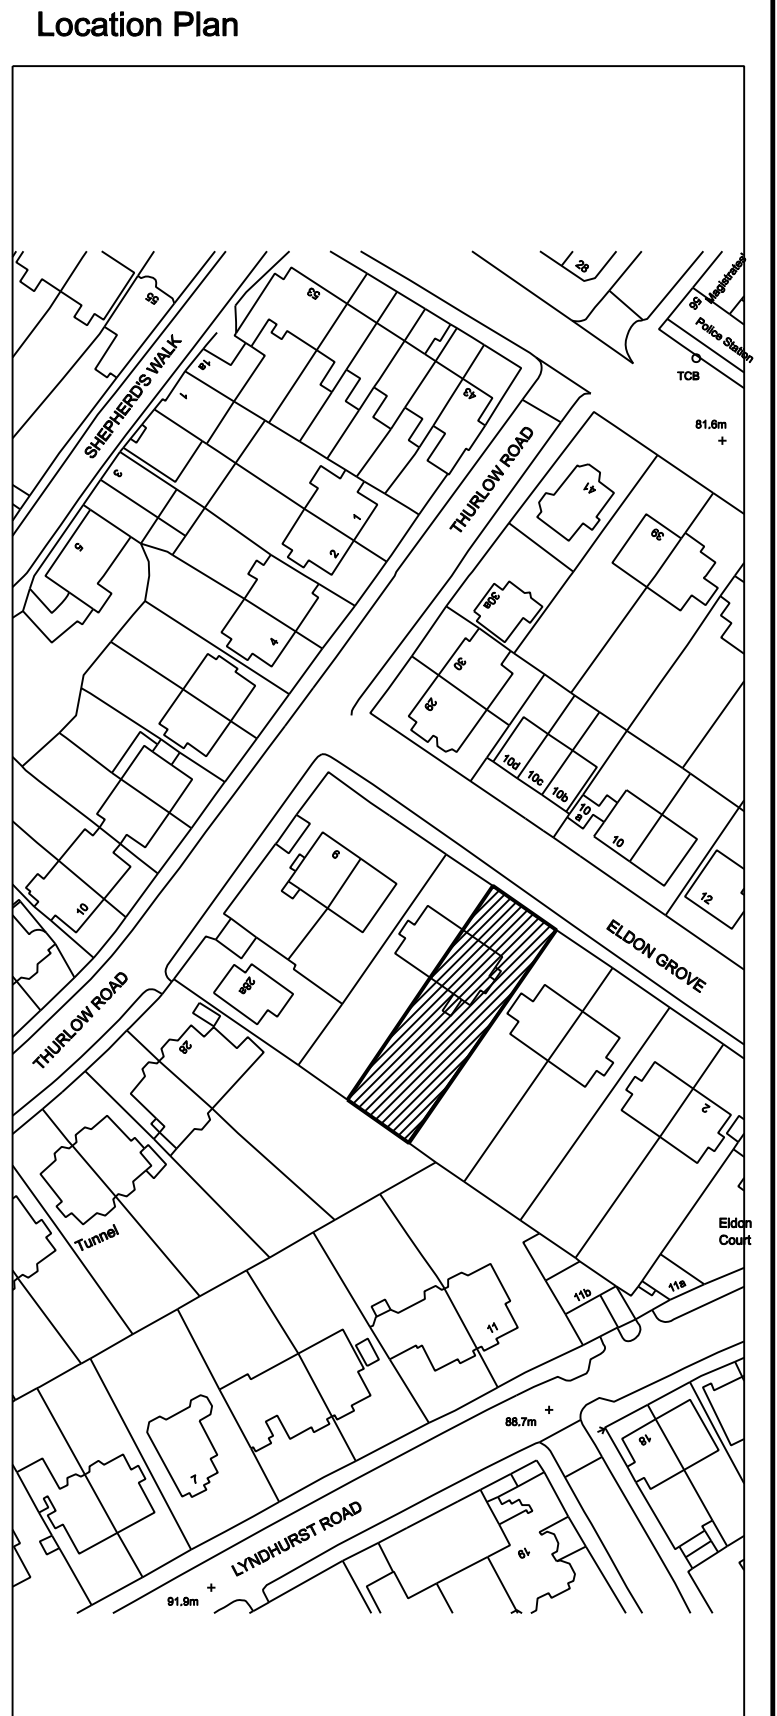 Location Plan
28
Magistrates'
56
Police Station
TCB
81.6m
55
53
SHEPHERD'S WALK
1a
1
43
THURLOW ROAD
3
41
39
5
1
2
30a
4
30
29
10d
10c
10b
10
a
10
6
12
10
ELDON GROVE
28a
THURLOW ROAD
28
2
Tunnel
Eldon
Court
11a
11b
11
88.7m
18
7
LYNDHURST ROAD
19
91.9m